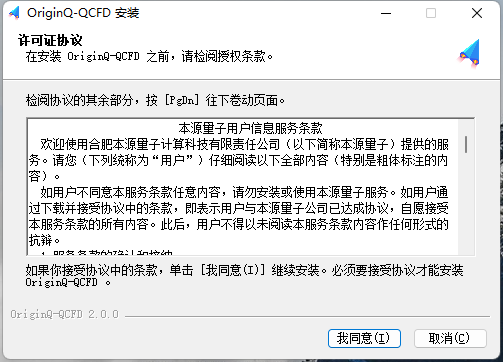 OriginQ-QCFD 安装
许可证协议
在安装 OriginQ-QCFD 之前，请检阅授权条款。
检阅协议的其余部分，按 [PgDn] 往下卷动页面。
本源量子用户信息服务条款
欢迎使用合肥本源量子计算科技有限责任公司（以下简称本源量子）提供的服
务。请您（下列统称为“用户”）仔细阅读以下全部内容（特别是粗体标注的内
容）。
如用户不同意本服务条款任意内容，请勿安装或使用本源量子服务。如用户通
过下载并接受协议中的条款，即表示用户与本源量子公司已达成协议，自愿接受
本服务条款的所有内容。此后，用户不得以未阅读本服务条款内容作任何形式的
抗辩。
1.服务条款的确认和接纳
如果你接受协议中的条款，单击 [我同意(I)] 继续安装。必须要接受协议才能安装
OriginQ-QCFD 。
OriginQ-QCFD 2.0.0
我同意(I)
取消(C)